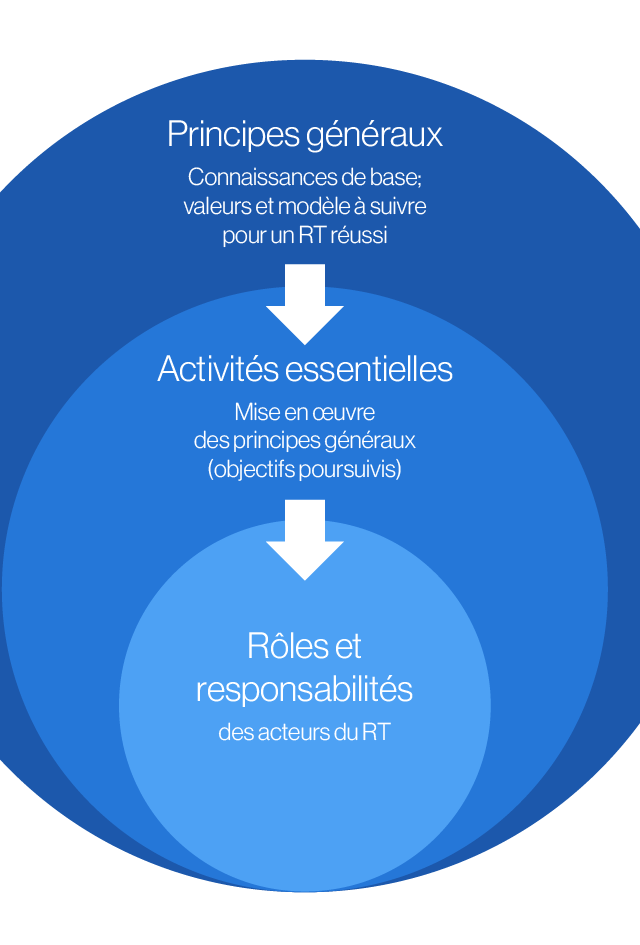 Principes généraux
Connaissances de base;
valeurs et modèle à suivre
pour un RT réussi
Activités essentielles
Mise en œuvre
des principes généraux
(objectifs poursuivis)
Rôles et
responsabilités
des acteurs du RT